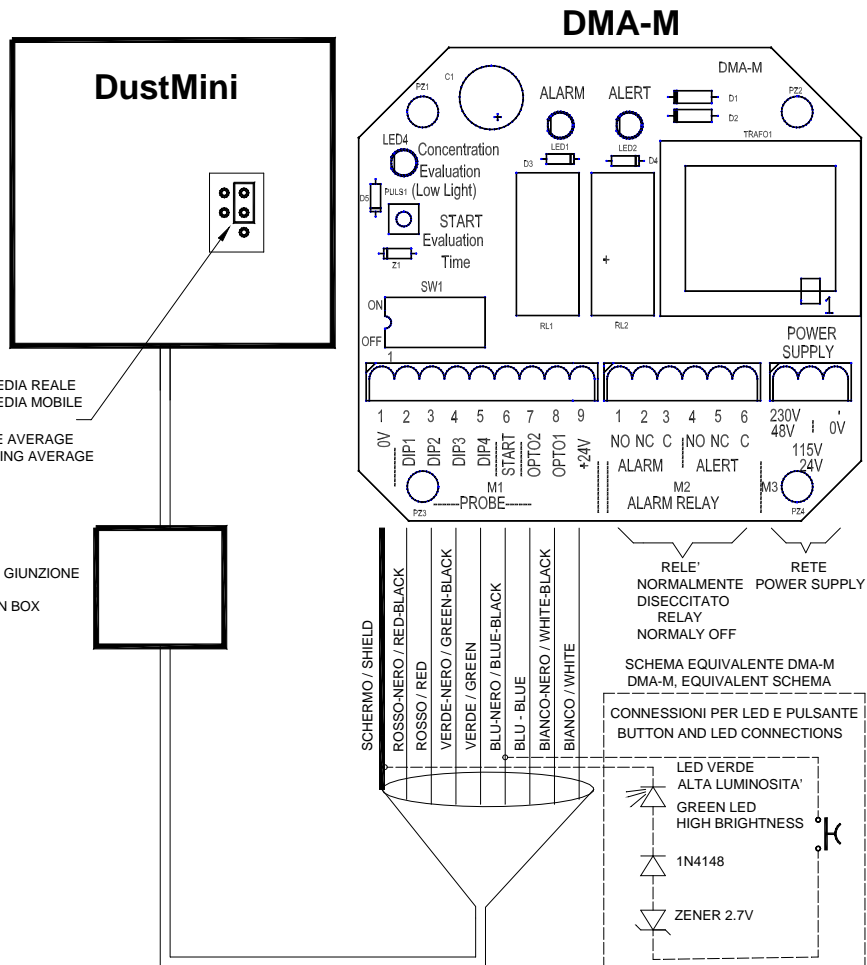 DMA-M
DustMini
EDIA REALE
EDIA MOBILE
E AVERAGE
ING AVERAGE
GIUNZIONE
N BOX
DMA-M
PZ1
C1
+
ALARM
ALERT
D1
D2
PZ2
TRAFO1
LED4
Concentration
Evaluation
(Low Light)
LED1
LED2
D3
D4
D5
PULS1
START
Evaluation
Time
Z1
SW1
ON
OFF
1
RL1
+
RL2
1
POWER
SUPPLY
1 2 3 4 5 6 7 8 9
0V
DIP1
DIP2
DIP3
DIP4
START
OPTO2
OPTO1
+24V
M1
-------PROBE------
1 2 3 4 5 6
NO NC C NO NC C
ALARM ALERT
M2
ALARM RELAY
230V
48V
0V
115V
24V
M3
PZ3
PZ4
RELE'
NORMALMENTE
DISECCITATO
RELAY
NORMALY OFF
RETE
POWER SUPPLY
SCHERMO / SHIELD
ROSSO-NERO / RED-BLACK
ROSSO / RED
VERDE-NERO / GREEN-BLACK
VERDE / GREEN
BLU-NERO / BLUE-BLACK
BLU - BLUE
BIANCO-NERO / WHITE-BLACK
BIANCO / WHITE
SCHEMA EQUIVALENTE DMA-M
DMA-M, EQUIVALENT SCHEMA
CONNESSIONI PER LED E PULSANTE
BUTTON AND LED CONNECTIONS
LED VERDE
ALTA LUMINOSITA'
GREEN LED
HIGH BRIGHTNESS
1N4148
ZENER 2.7V